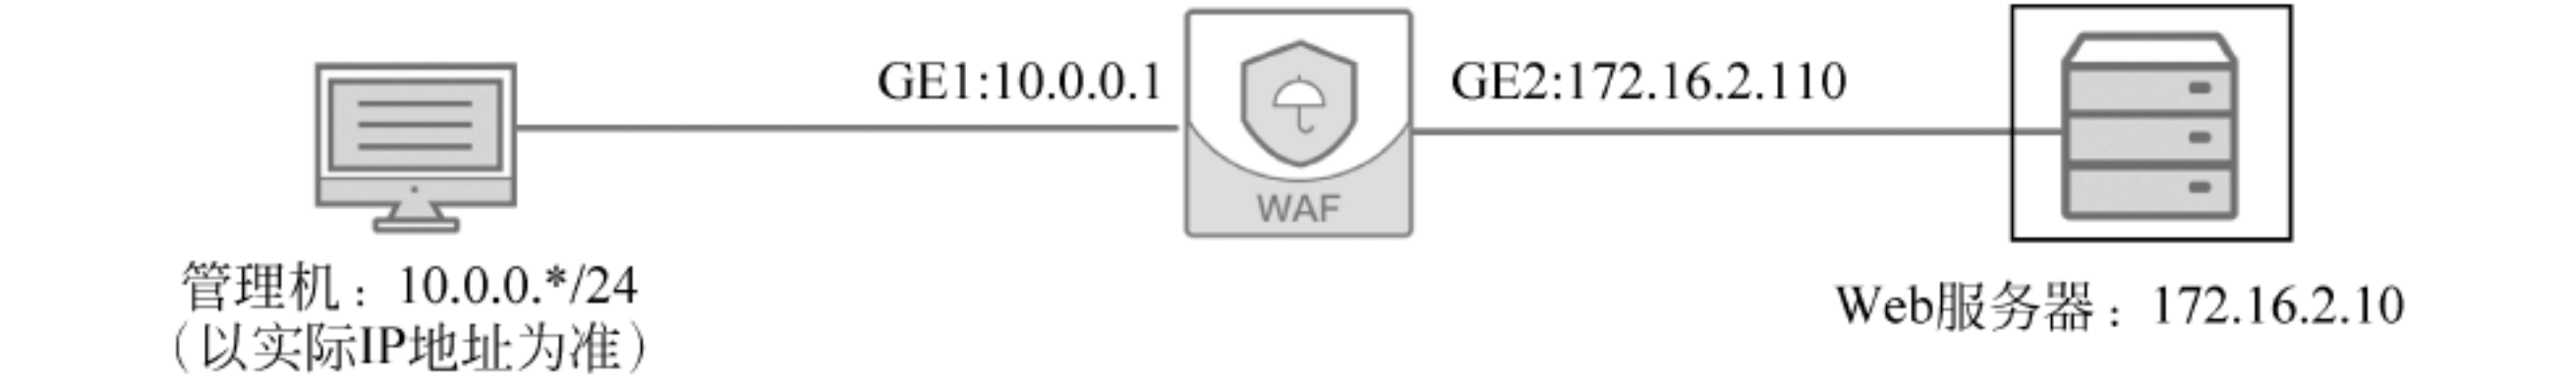 GE1:10.0.0.1
GE2:172.16.2.110
WAF
管理机：10.0.0.*/24
（以实际IP地址为准）
Web服务器：172.16.2.10